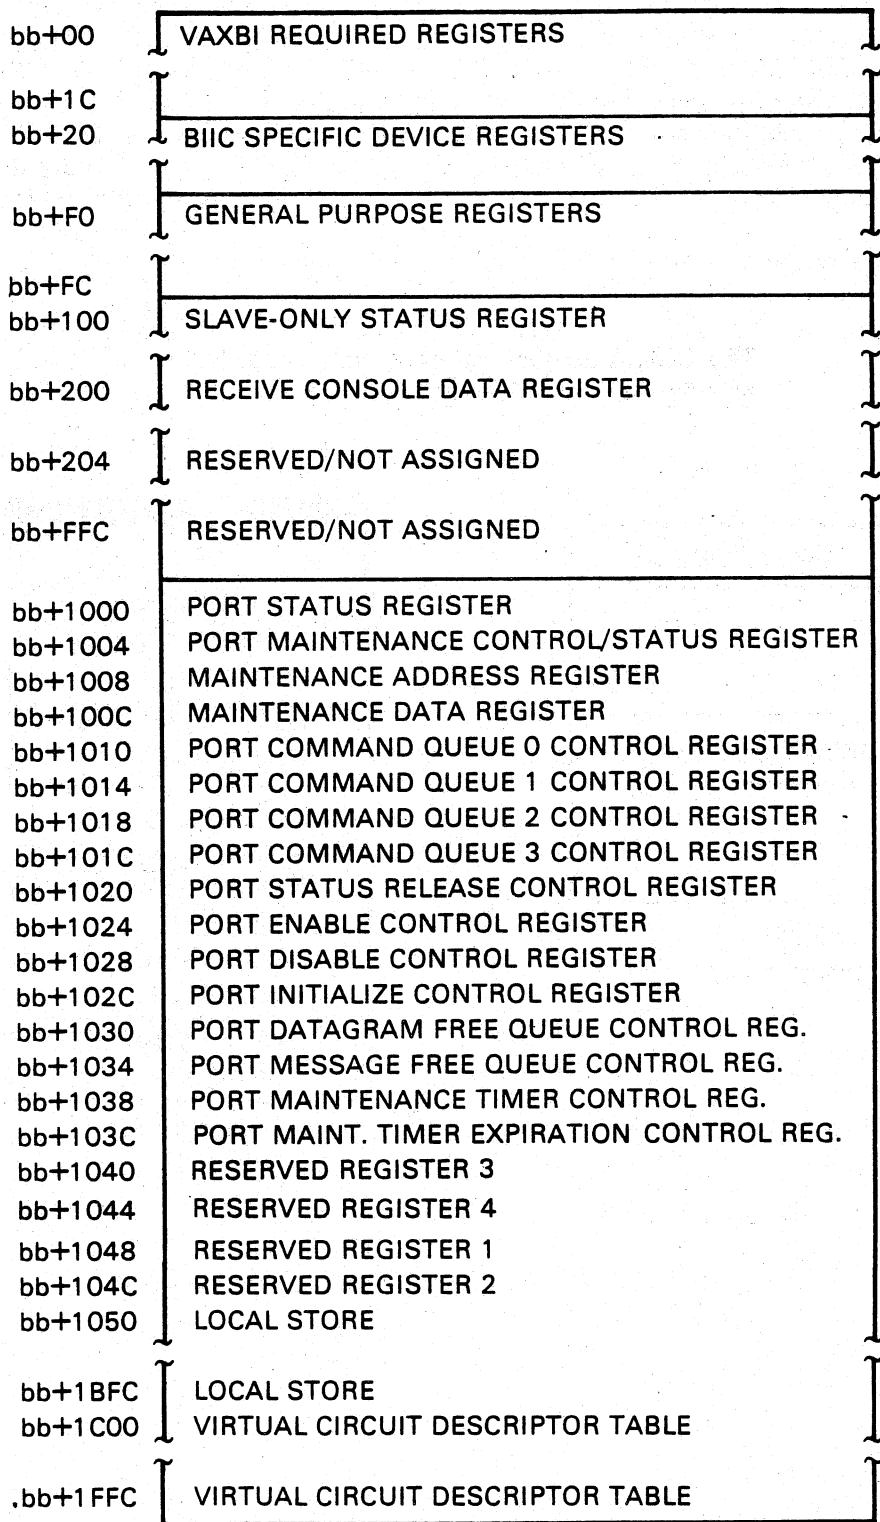 bb+00 VAXBI REQUIRED REGISTERS
bb+1C
bb+20 BIIC SPECIFIC DEVICE REGISTERS
bb+F0 GENERAL PURPOSE REGISTERS
bb+FC
bb+100 SLAVE-ONLY STATUS REGISTER
bb+200 RECEIVE CONSOLE DATA REGISTER
bb+204 RESERVED/NOT ASSIGNED
bb+FFC RESERVED/NOT ASSIGNED
bb+1000 PORT STATUS REGISTER
bb+1004 PORT MAINTENANCE CONTROL/STATUS REGISTER
bb+1008 MAINTENANCE ADDRESS REGISTER
bb+100C MAINTENANCE DATA REGISTER
bb+1010 PORT COMMAND QUEUE 0 CONTROL REGISTER
bb+1014 PORT COMMAND QUEUE 1 CONTROL REGISTER
bb+1018 PORT COMMAND QUEUE 2 CONTROL REGISTER
bb+101C PORT COMMAND QUEUE 3 CONTROL REGISTER
bb+1020 PORT STATUS RELEASE CONTROL REGISTER
bb+1024 PORT ENABLE CONTROL REGISTER
bb+1028 PORT DISABLE CONTROL REGISTER
bb+102C PORT INITIALIZE CONTROL REGISTER
bb+1030 PORT DATAGRAM FREE QUEUE CONTROL REG.
bb+1034 PORT MESSAGE FREE QUEUE CONTROL REG.
bb+1038 PORT MAINTENANCE TIMER CONTROL REG.
bb+103C PORT MAINT. TIMER EXPIRATION CONTROL REG.
bb+1040 RESERVED REGISTER 3
bb+1044 RESERVED REGISTER 4
bb+1048 RESERVED REGISTER 1
bb+104C RESERVED REGISTER 2
bb+1050 LOCAL STORE
bb+1BFC LOCAL STORE
bb+1C00 VIRTUAL CIRCUIT DESCRIPTOR TABLE
bb+1FFC VIRTUAL CIRCUIT DESCRIPTOR TABLE